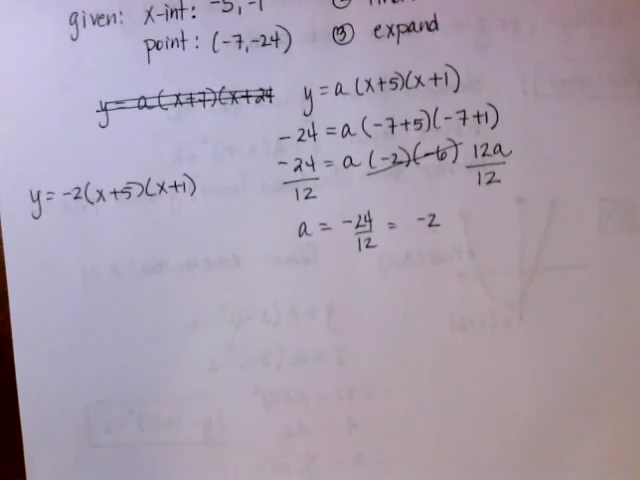 given: x-int: -5, -1
point: (-7,-24) ③ expand
y = a (x+7)(x+24
y = a (x+5)(x+1)
-24 = a (-7+5)(-7+1)
-24/12 = a (-2)(-6) 12a/12
y = -2(x+5)(x+1)
a = -24/12 = -2